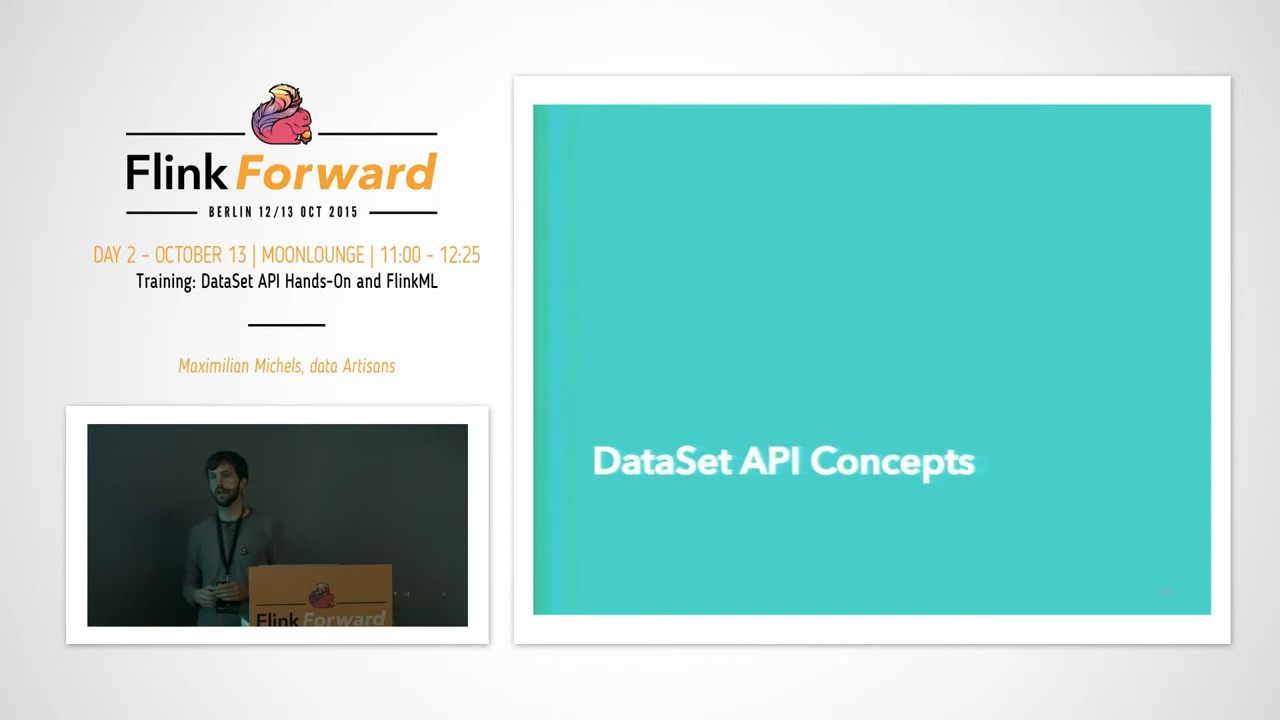 Flink Forward
BERLIN 12/13 OCT 2015
DAY 2 - OCTOBER 13 | MOONLOUNGE | 11:00 - 12:25
Training: DataSet API Hands-On and FlinkML
Maximilian Michels, data Artisans
Flink Forward
DataSet API Concepts